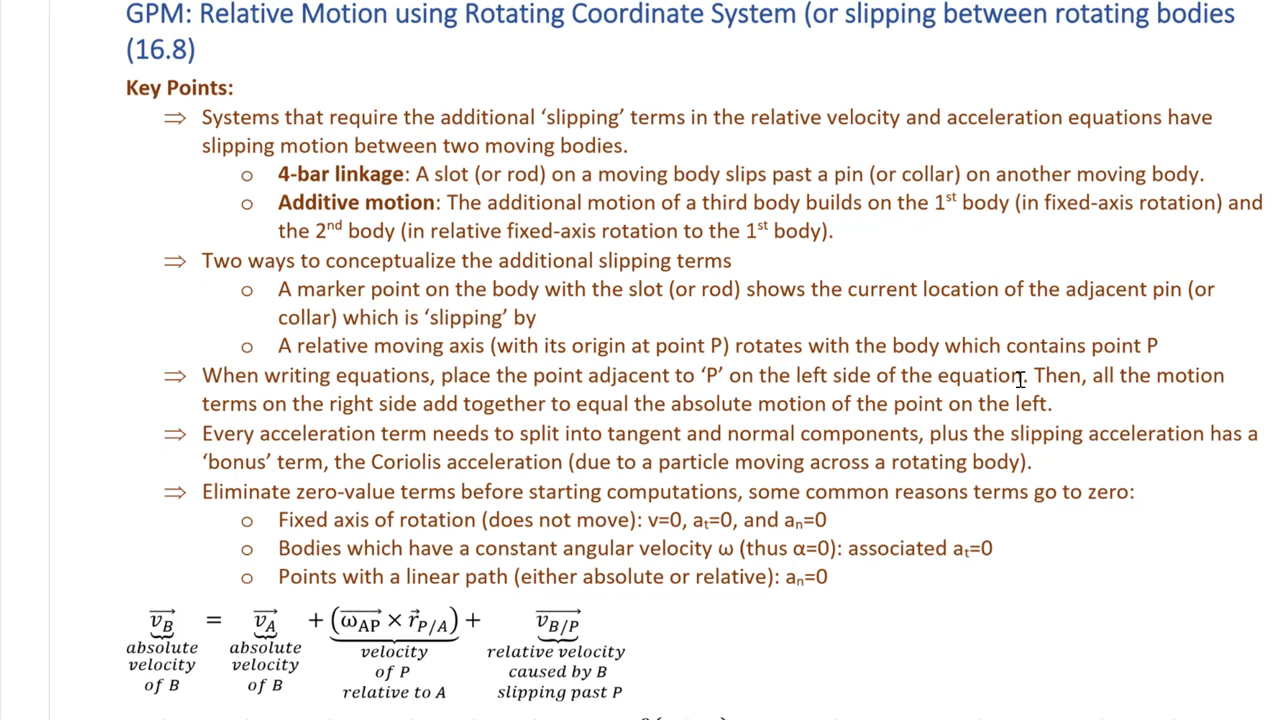 GPM: Relative Motion using Rotating Coordinate System (or slipping between rotating bodies
(16.8)
Key Points:
⇒ Systems that require the additional ‘slipping’ terms in the relative velocity and acceleration equations have
slipping motion between two moving bodies.
o 4-bar linkage: A slot (or rod) on a moving body slips past a pin (or collar) on another moving body.
o Additive motion: The additional motion of a third body builds on the 1st body (in fixed-axis rotation) and
the 2nd body (in relative fixed-axis rotation to the 1st body).
⇒ Two ways to conceptualize the additional slipping terms
o A marker point on the body with the slot (or rod) shows the current location of the adjacent pin (or
collar) which is ‘slipping’ by
o A relative moving axis (with its origin at point P) rotates with the body which contains point P
⇒ When writing equations, place the point adjacent to ‘P’ on the left side of the equation. Then, all the motion
terms on the right side add together to equal the absolute motion of the point on the left.
⇒ Every acceleration term needs to split into tangent and normal components, plus the slipping acceleration has a
‘bonus’ term, the Coriolis acceleration (due to a particle moving across a rotating body).
⇒ Eliminate zero-value terms before starting computations, some common reasons terms go to zero:
o Fixed axis of rotation (does not move): v=0, at=0, and an=0
o Bodies which have a constant angular velocity ω (thus α=0): associated at=0
o Points with a linear path (either absolute or relative): an=0
v_B = v_A + (ω_AP × r_P/A) + v_B/P
absolute absolute velocity relative velocity
velocity velocity of P caused by B
of B of B relative to A slipping past P